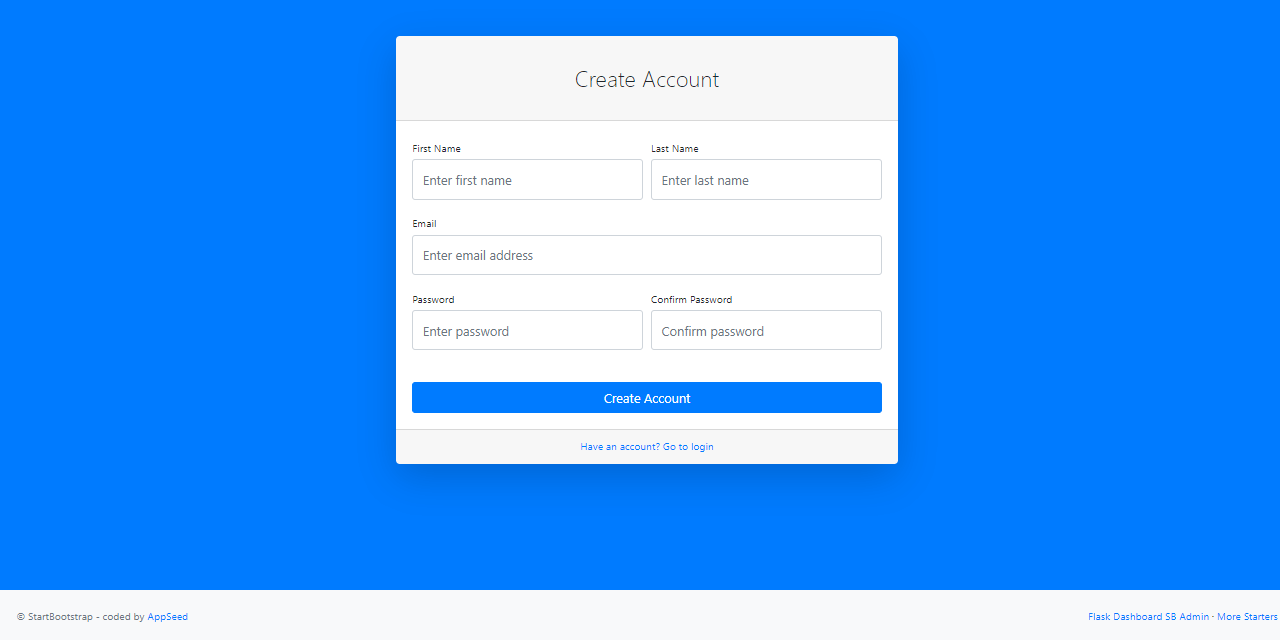 Create Account
First Name Last Name
Enter first name Enter last name
Email
Enter email address
Password Confirm Password
Enter password Confirm password
Create Account
Have an account? Go to login
© StartBootstrap - coded by AppSeed Flask Dashboard SB Admin · More Starters